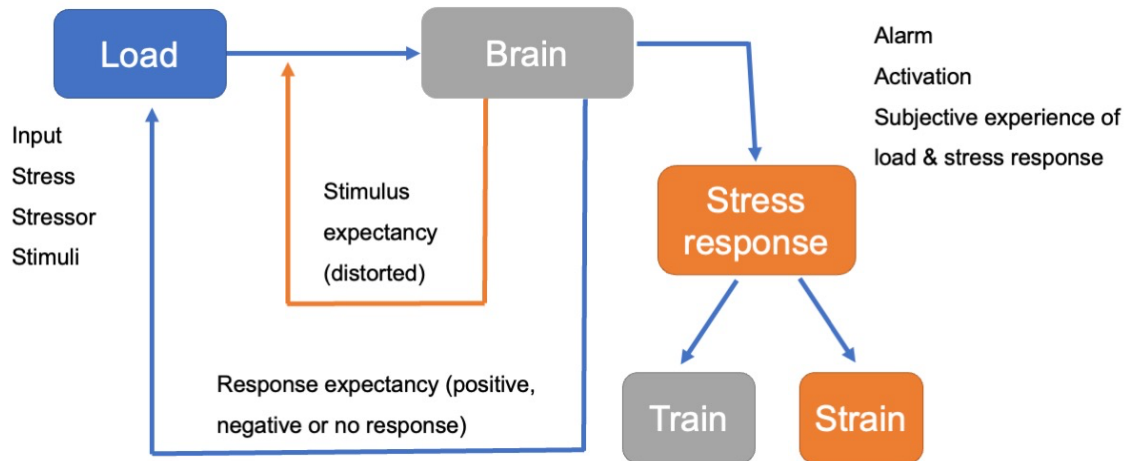 Load
Brain
Alarm
Activation
Subjective experience of
load & stress response
Input
Stress
Stressor
Stimuli
Stimulus
expectancy
(distorted)
Stress
response
Response expectancy (positive,
negative or no response)
Train
Strain